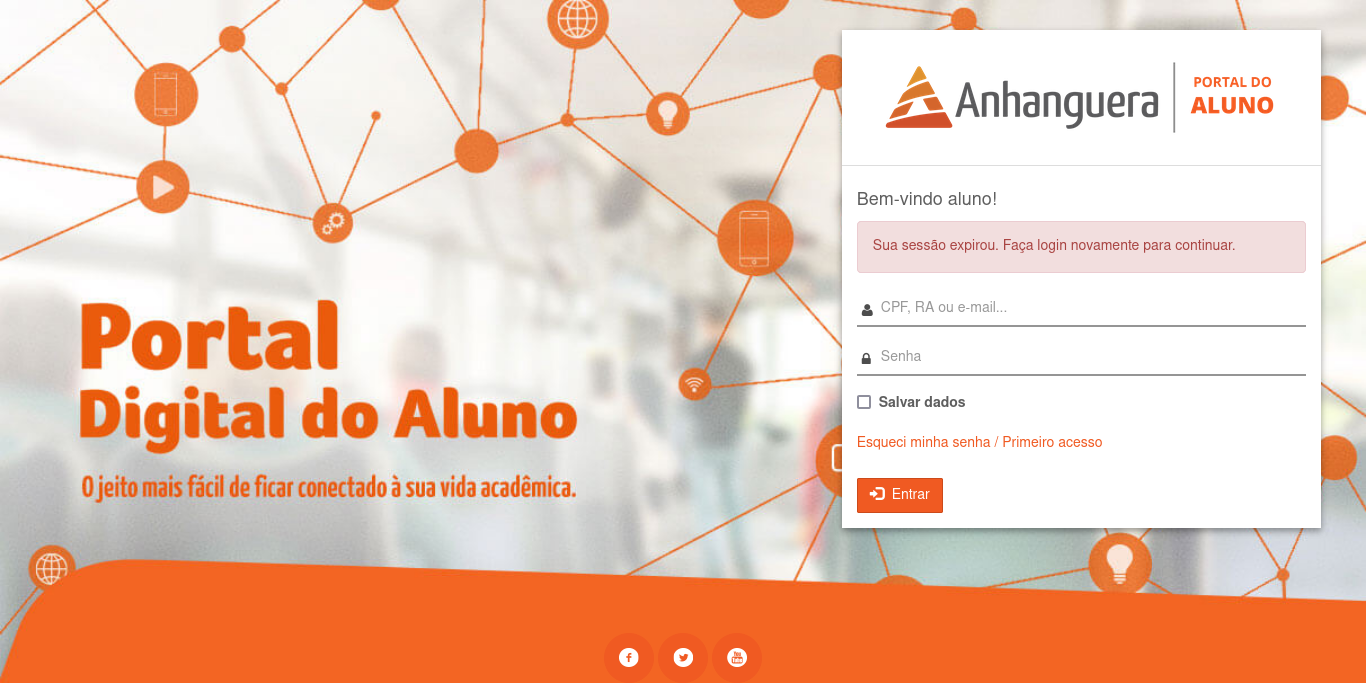 Anhanguera
PORTAL DO
ALUNO
Bem-vindo aluno!
Sua sessão expirou. Faça login novamente para continuar.
CPF, RA ou e-mail...
Senha
Salvar dados
Esqueci minha senha / Primeiro acesso
Entrar
Portal
Digital do Aluno
O jeito mais fácil de ficar conectado à sua vida acadêmica.